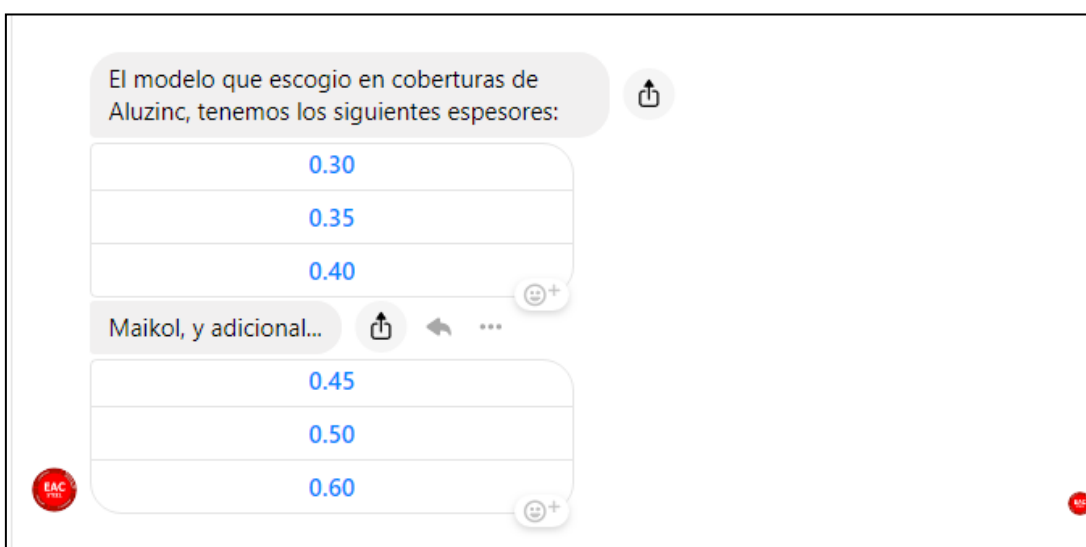 El modelo que escogio en coberturas de
Aluzinc, tenemos los siguientes espesores:
0.30
0.35
0.40
Maikol, y adicional...
0.45
0.50
0.60
EAC
STEEL